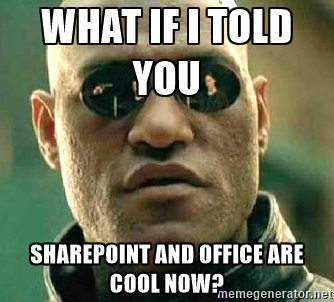 WHAT IF I TOLD
YOU
SHAREPOINT AND OFFICE ARE
COOL NOW?
memegenerator.net